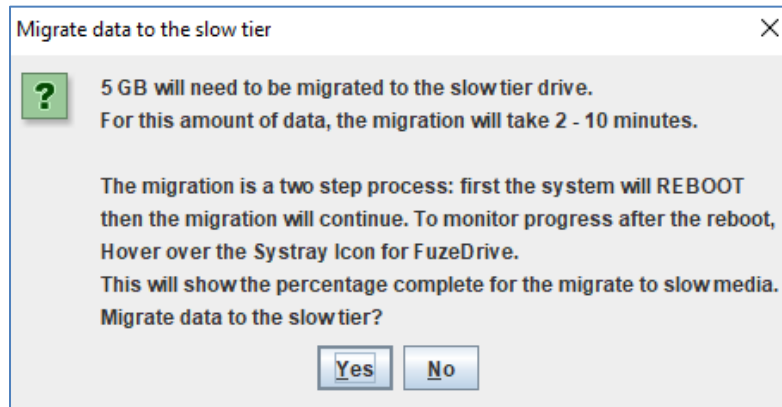 Migrate data to the slow tier
5 GB will need to be migrated to the slow tier drive.
For this amount of data, the migration will take 2 - 10 minutes.
The migration is a two step process: first the system will REBOOT
then the migration will continue. To monitor progress after the reboot,
Hover over the Systray Icon for FuzeDrive.
This will show the percentage complete for the migrate to slow media.
Migrate data to the slow tier?
Yes No